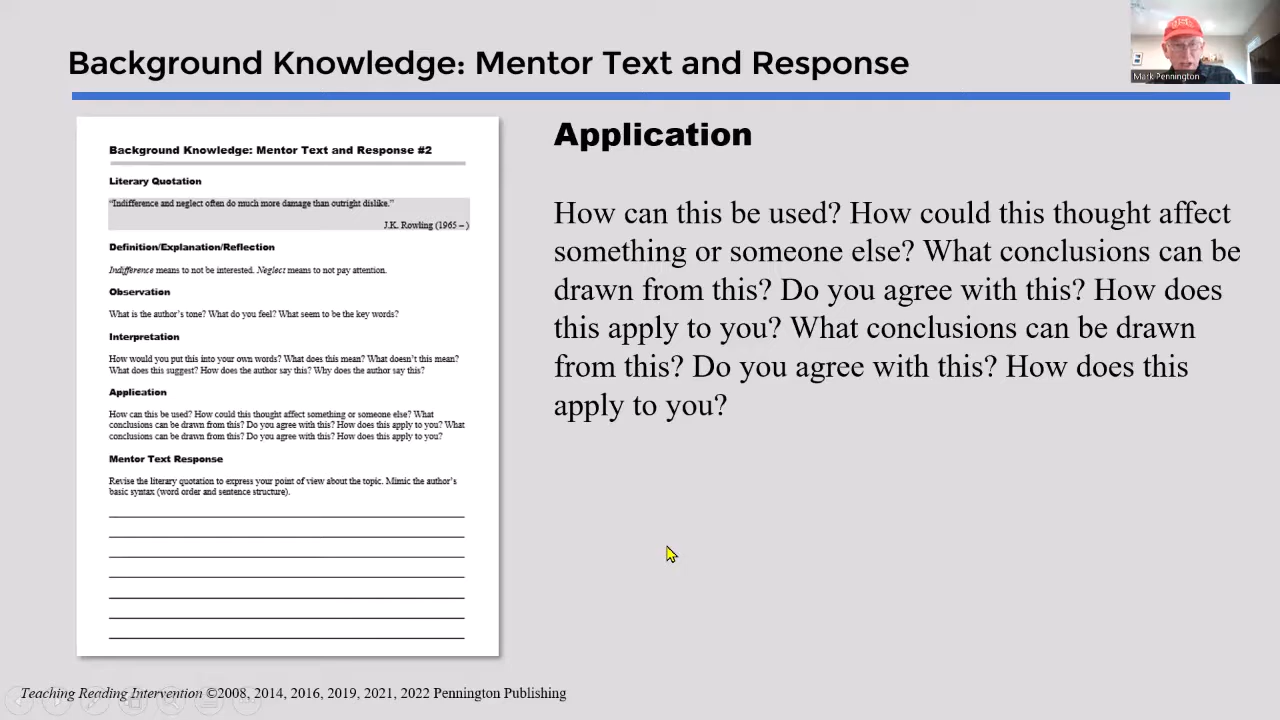 Background Knowledge: Mentor Text and Response
Mark Pennington
Background Knowledge: Mentor Text and Response #2
Literary Quotation
"Indifference and neglect often do much more damage than outright dislike."
J.K. Rowling (1965 – )
Definition/Explanation/Reflection
Indifference means to not be interested. Neglect means to not pay attention.
Observation
What is the author's tone? What do you feel? What seem to be the key words?
Interpretation
How would you put this into your own words? What does this mean? What doesn't this mean?
What does this suggest? How does the author say this? Why does the author say this?
Application
How can this be used? How could this thought affect something or someone else? What
conclusions can be drawn from this? Do you agree with this? How does this apply to you? What
conclusions can be drawn from this? Do you agree with this? How does this apply to you?
Mentor Text Response
Revise the literary quotation to express your point of view about the topic. Mimic the author's
basic syntax (word order and sentence structure).
Application
How can this be used? How could this thought affect
something or someone else? What conclusions can be
drawn from this? Do you agree with this? How does
this apply to you? What conclusions can be drawn
from this? Do you agree with this? How does this
apply to you?
Teaching Reading Intervention ©2008, 2014, 2016, 2019, 2021, 2022 Pennington Publishing